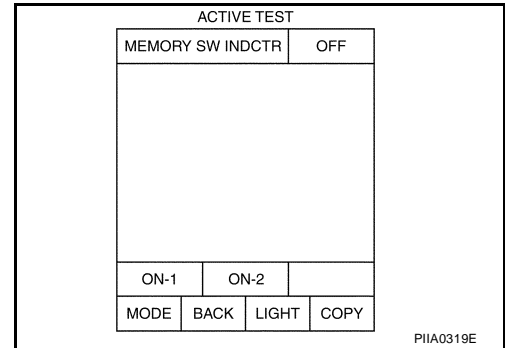 ACTIVE TEST
MEMORY SW INDCTR OFF
ON-1 ON-2
MODE BACK LIGHT COPY
PIIA0319E